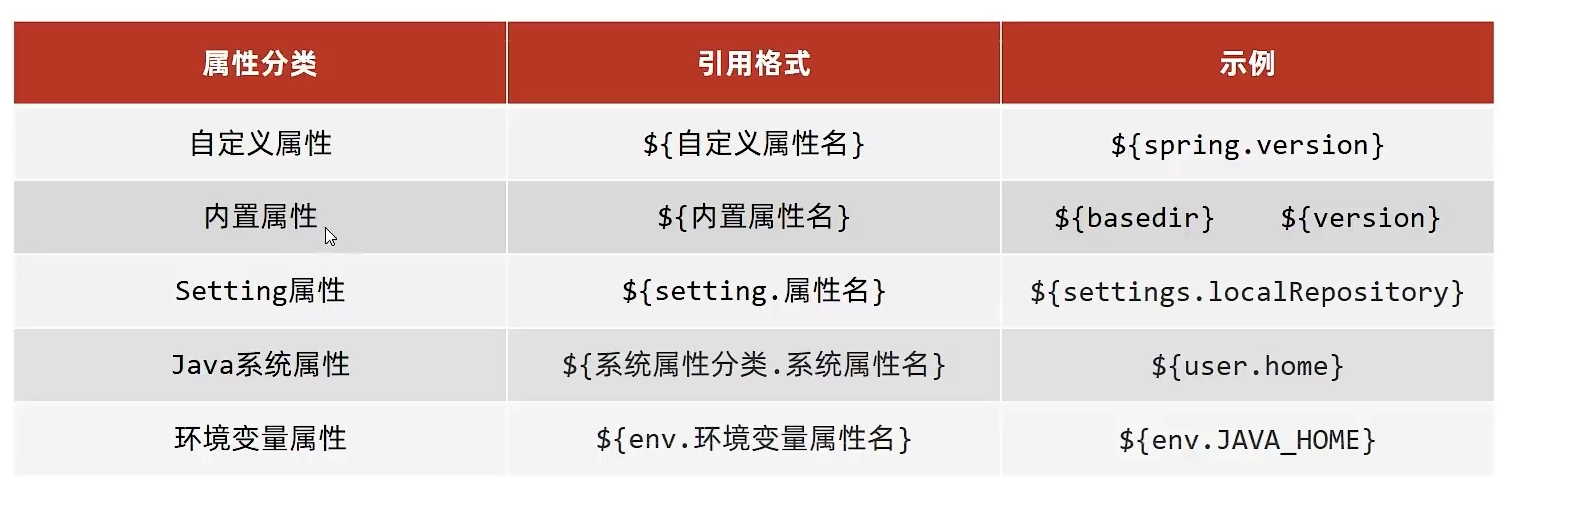 属性分类 引用格式 示例
自定义属性 ${自定义属性名} ${spring.version}
内置属性 ${内置属性名} ${basedir} ${version}
Setting属性 ${setting.属性名} ${settings.localRepository}
Java系统属性 ${系统属性分类.系统属性名} ${user.home}
环境变量属性 ${env.环境变量属性名} ${env.JAVA_HOME}